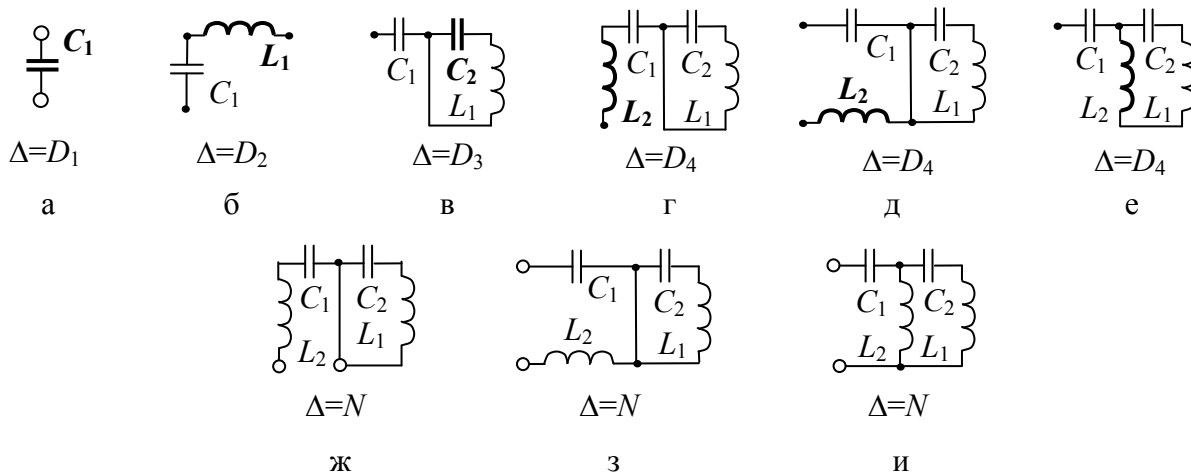 C₁ L₁ C₁ C₂ C₁ C₂ C₁ C₂ C₁ C₂
C₁ L₁ L₂ L₁ L₂ L₁ L₂ L₁
Δ=D₁ Δ=D₂ Δ=D₃ Δ=D₄ Δ=D₄ Δ=D₄
а б в г д е
C₁ C₂ C₁ C₂ C₁ C₂
L₂ L₁ L₂ L₁ L₂ L₁
Δ=N Δ=N Δ=N
ж з и